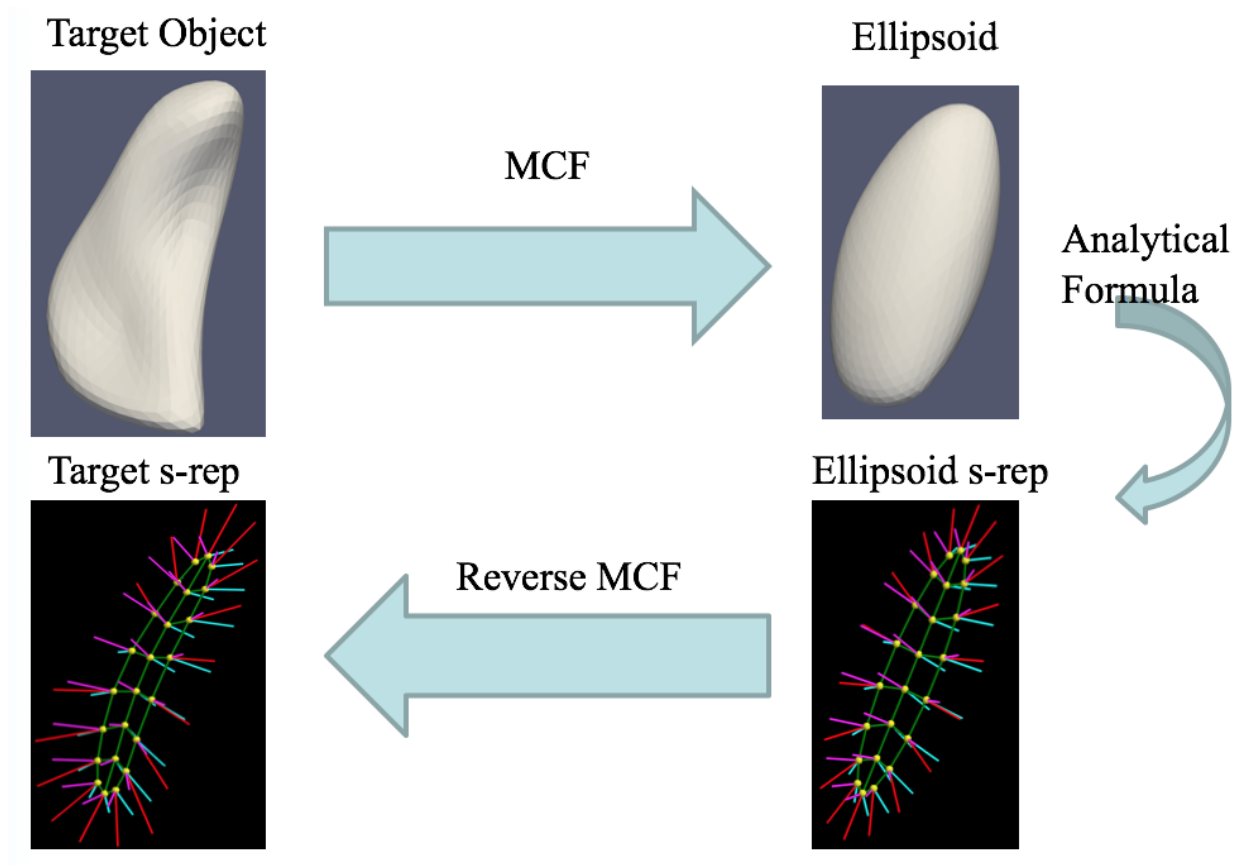 Target Object
Ellipsoid
MCF
Analytical
Formula
Target s-rep
Ellipsoid s-rep
Reverse MCF